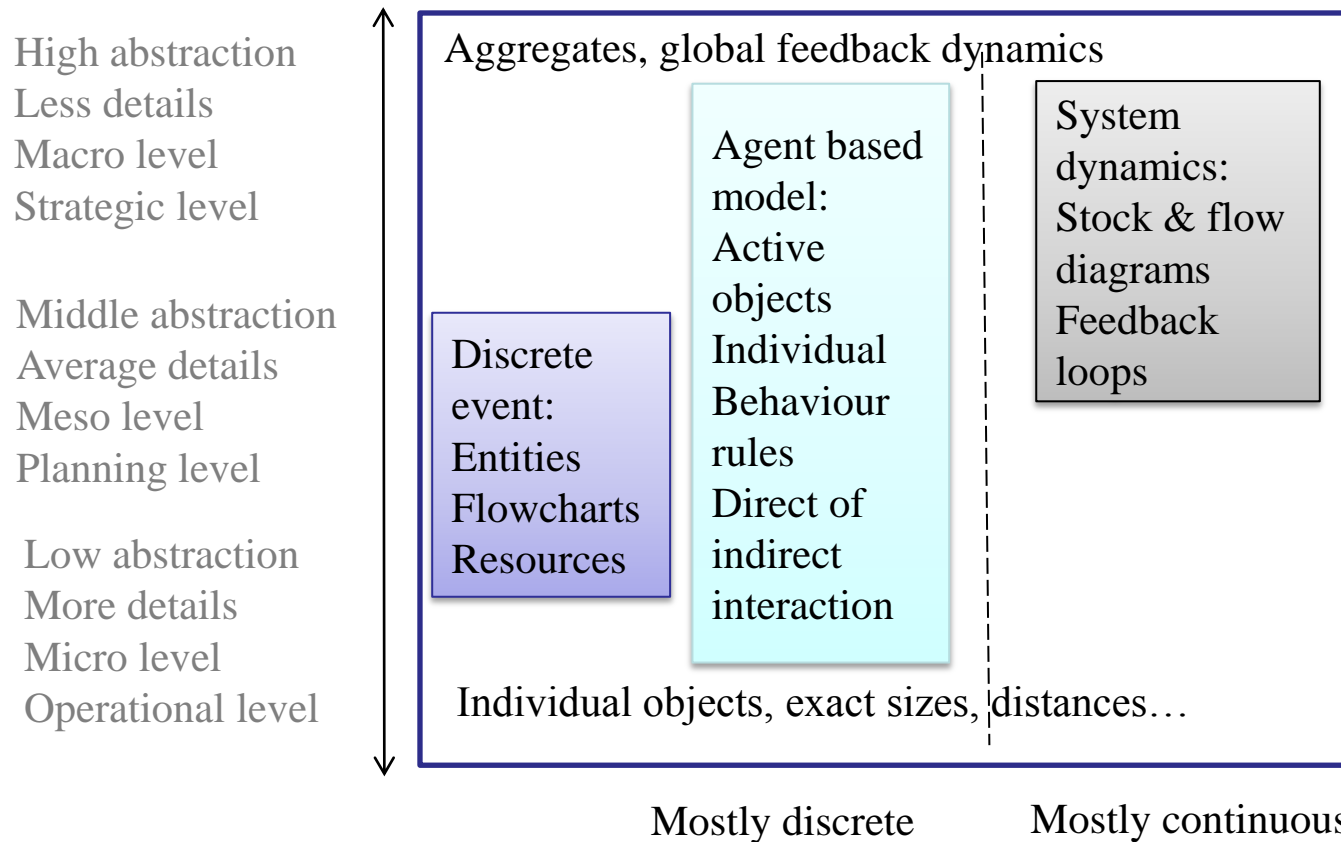 High abstraction
Less details
Macro level
Strategic level
Middle abstraction
Average details
Meso level
Planning level
Low abstraction
More details
Micro level
Operational level
Aggregates, global feedback dynamics
Discrete
event:
Entities
Flowcharts
Resources
Agent based
model:
Active
objects
Individual
Behaviour
rules
Direct of
indirect
interaction
System
dynamics:
Stock & flow
diagrams
Feedback
loops
Individual objects, exact sizes, distances…
Mostly discrete
Mostly continuous